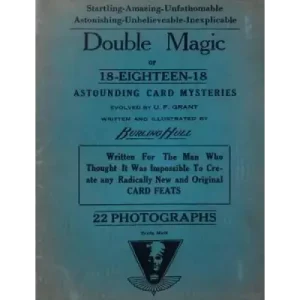 Startling-Amazing-Unfathomable
Astonishing-Unbelieveable-Inexplicable
Double Magic
OF
18-EIGHTEEN-18
ASTOUNDING CARD MYSTERIES
EVOLVED BY U. F. GRANT
WRITTEN AND ILLUSTRATED BY
BURLING HULL
Written For The Man Who
Thought It Was Impossible To Cre-
ate any Radically New and Original
CARD FEATS
22 PHOTOGRAPHS